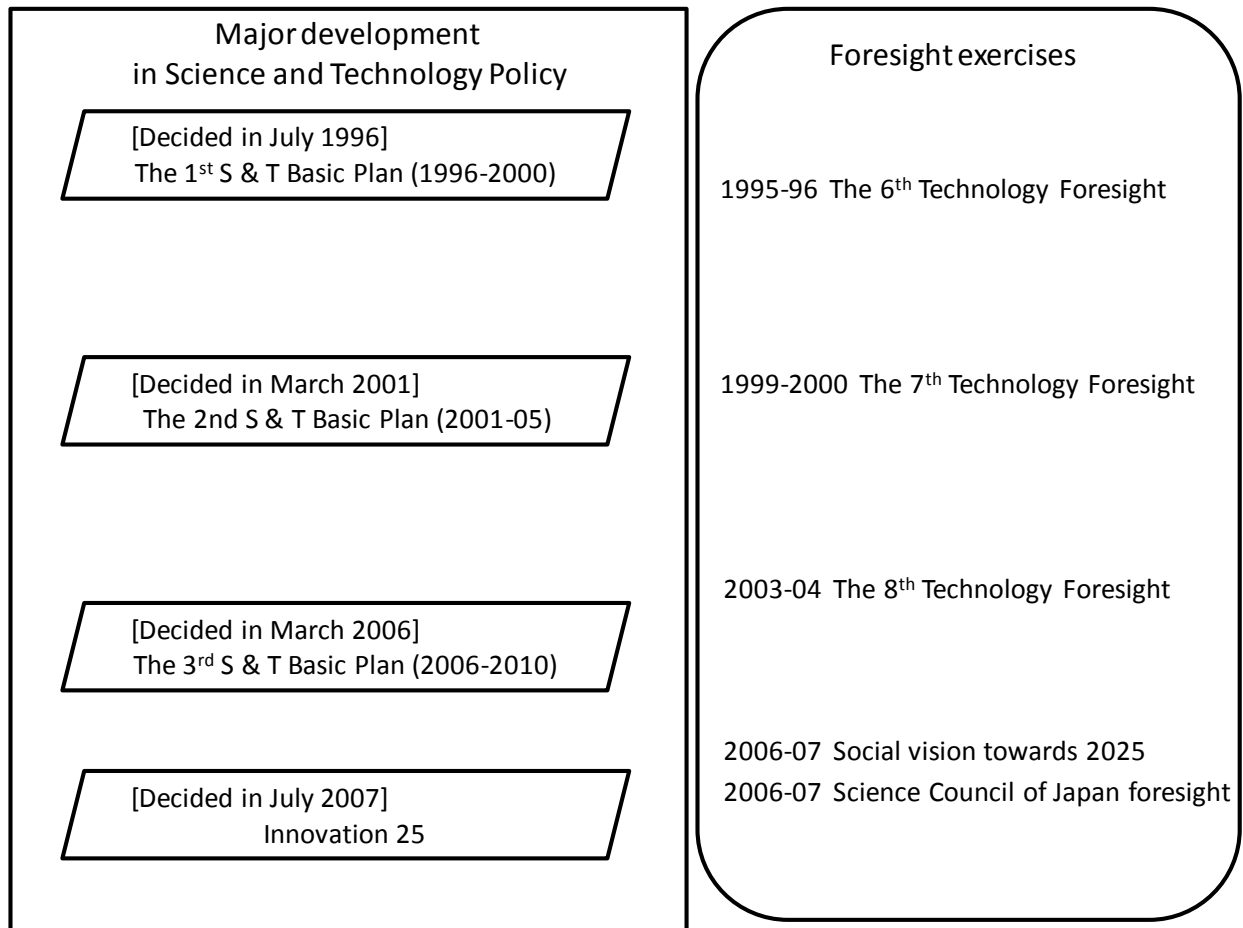 Major development
in Science and Technology Policy
[Decided in July 1996]
The 1st S & T Basic Plan (1996-2000)
[Decided in March 2001]
The 2nd S & T Basic Plan (2001-05)
[Decided in March 2006]
The 3rd S & T Basic Plan (2006-2010)
[Decided in July 2007]
Innovation 25
Foresight exercises
1995-96 The 6th Technology Foresight
1999-2000 The 7th Technology Foresight
2003-04 The 8th Technology Foresight
2006-07 Social vision towards 2025
2006-07 Science Council of Japan foresight